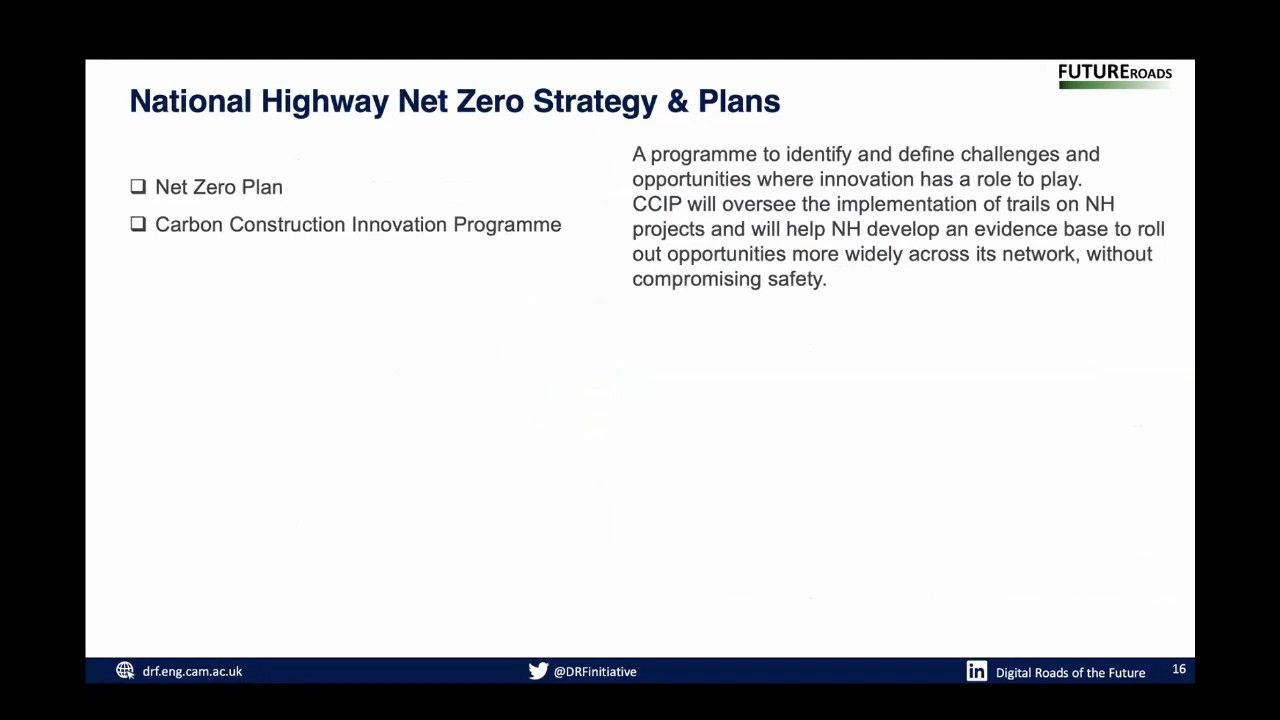 FUTUREROADS
National Highway Net Zero Strategy & Plans
Net Zero Plan
Carbon Construction Innovation Programme
A programme to identify and define challenges and
opportunities where innovation has a role to play.
CCIP will oversee the implementation of trails on NH
projects and will help NH develop an evidence base to roll
out opportunities more widely across its network, without
compromising safety.
drf.eng.cam.ac.uk
@DRFinitiative
in Digital Roads of the Future
16